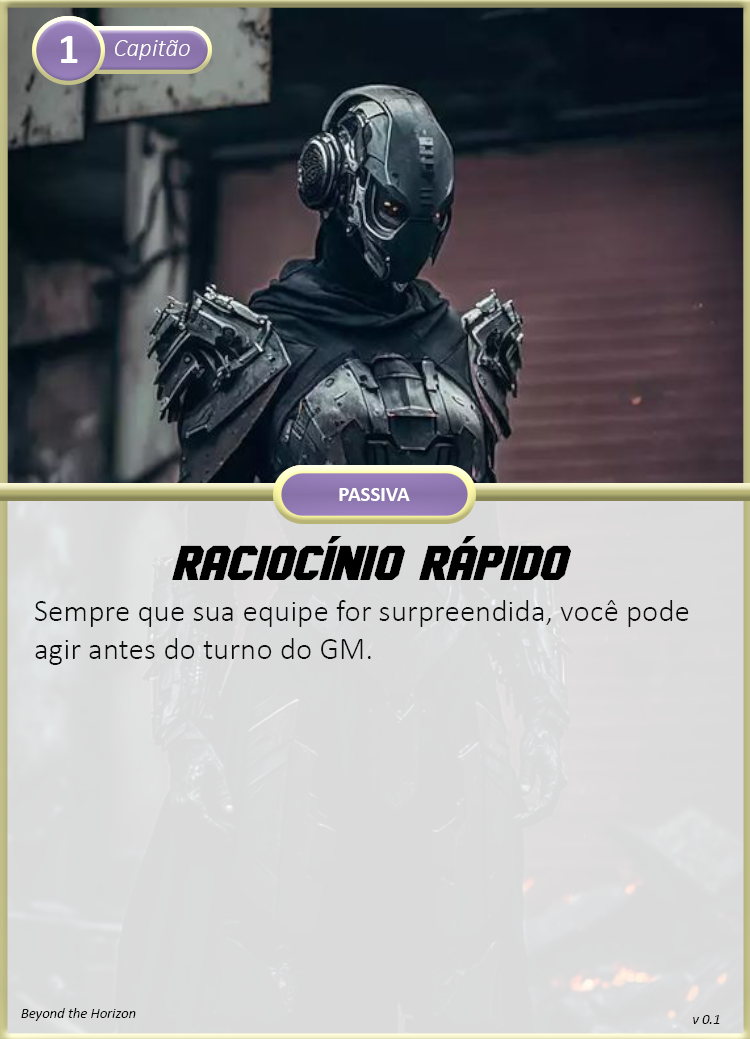 1 Capitão
PASSIVA
RACIOCÍNIO RÁPIDO
Sempre que sua equipe for surpreendida, você pode
agir antes do turno do GM.
Beyond the Horizon
v 0.1